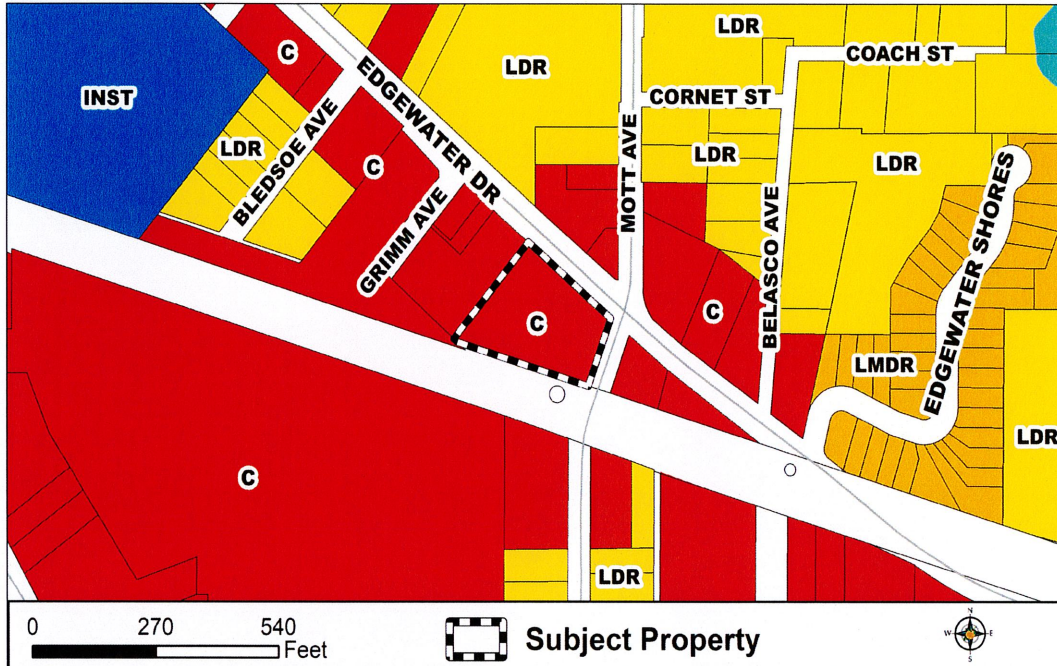 LDR
LDR
C
COACH ST
EDGEWATER DR
LDR
INST
CORNET ST
BLEDSOE AVE
LDR
C
MOTT AVE
LDR
LDR
GRIMM AVE
BELASCO AVE
EDGEWATER SHORES
C
C
LMDR
LDR
C
LDR
0 270 540
Feet
Subject Property
N
W E
S